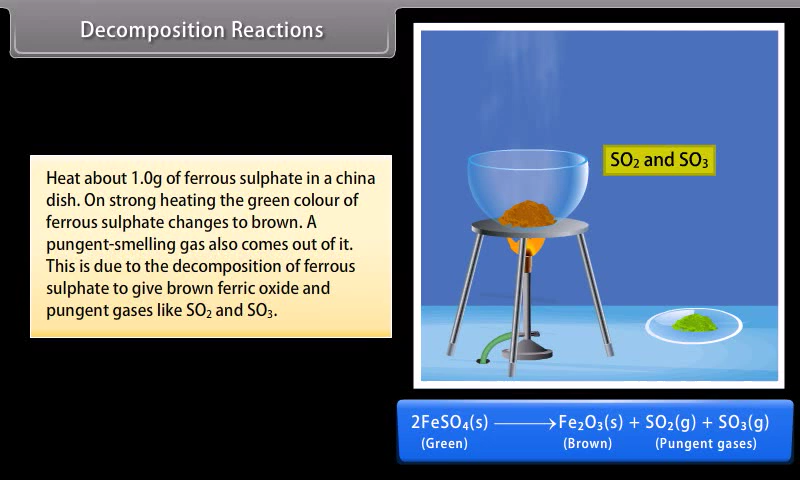 Decomposition Reactions
Heat about 1.0g of ferrous sulphate in a china
dish. On strong heating the green colour of
ferrous sulphate changes to brown. A
pungent-smelling gas also comes out of it.
This is due to the decomposition of ferrous
sulphate to give brown ferric oxide and
pungent gases like SO₂ and SO₃.
SO₂ and SO₃
2FeSO₄(s) ⟶ Fe₂O₃(s) + SO₂(g) + SO₃(g)
(Green) (Brown) (Pungent gases)